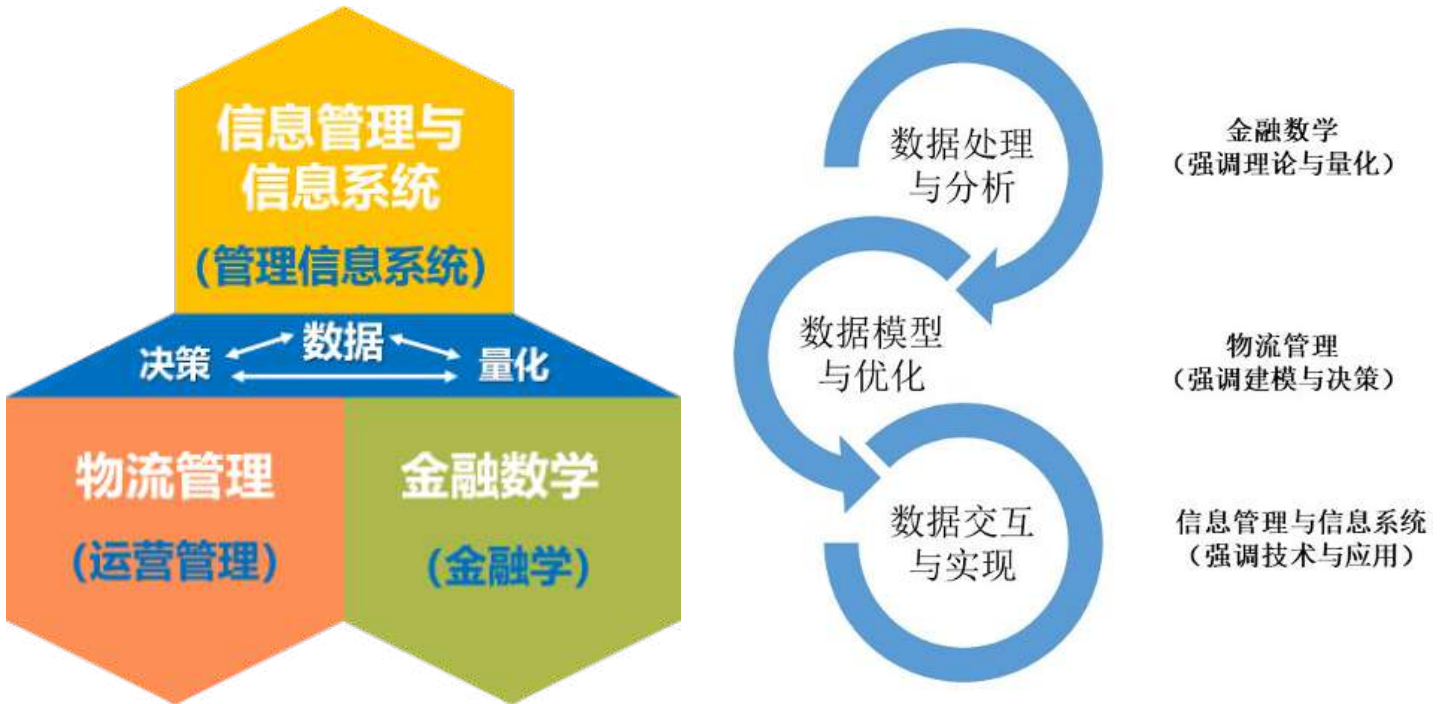 信息管理与
信息系统
(管理信息系统)
数据
决策
量化
物流管理
(运营管理)
金融数学
(金融学)
数据处理
与分析
数据模型
与优化
数据交互
与实现
金融数学
(强调理论与量化)
物流管理
(强调建模与决策)
信息管理与信息系统
(强调技术与应用)